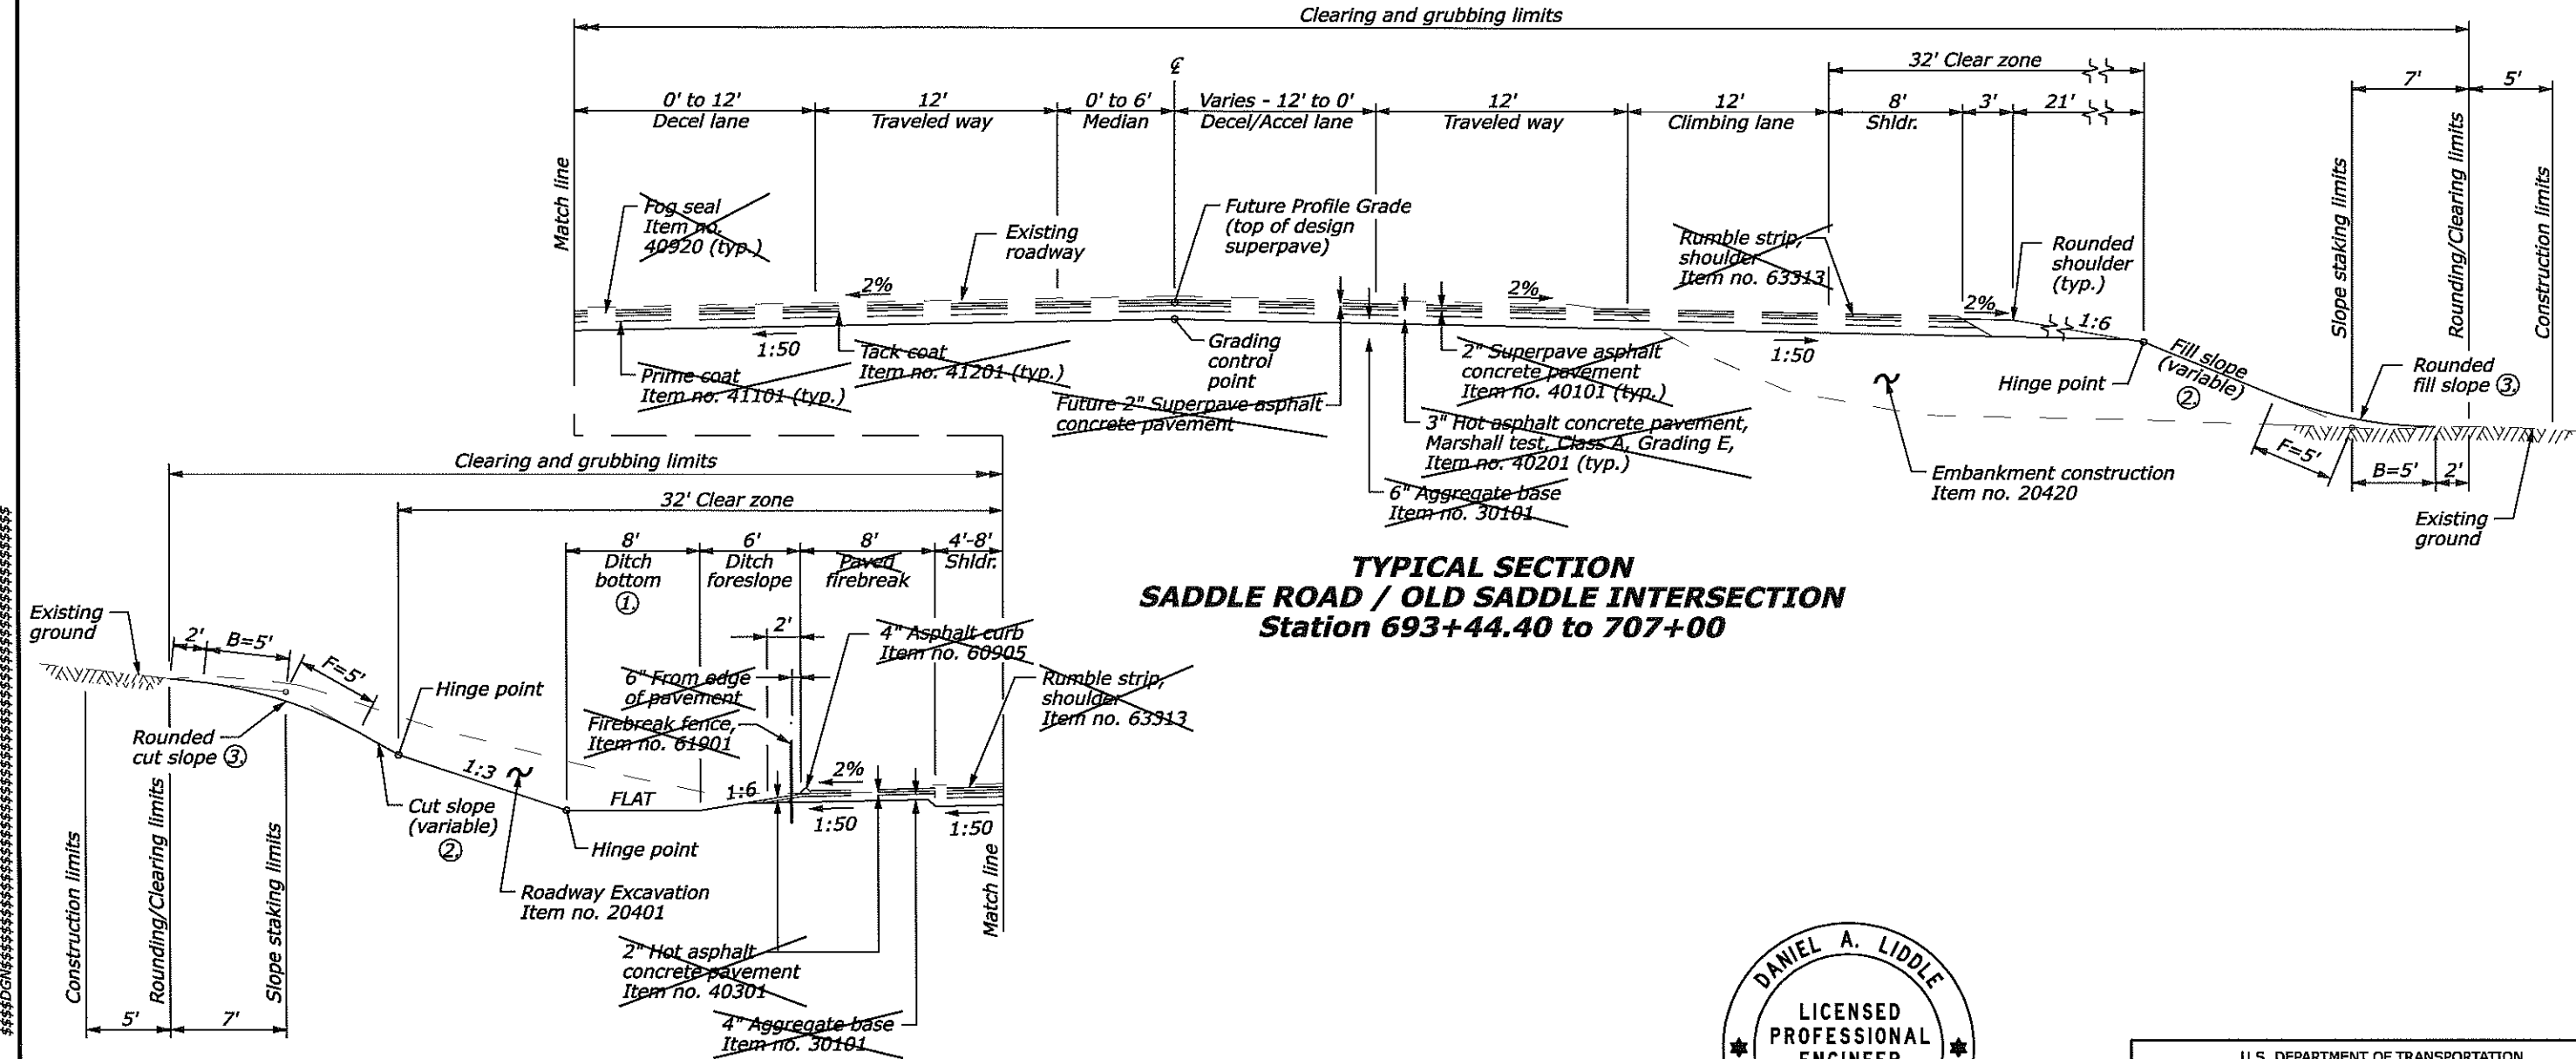 Clearing and grubbing limits
℄
32' Clear zone
7'
5'
0' to 12'
Decel lane
12'
Traveled way
0' to 6'
Median
Varies - 12' to 0'
Decel/Accel lane
12'
Traveled way
12'
Climbing lane
8'
Shldr.
3'
21'
Match line
Slope staking limits
Rounding/Clearing limits
Construction limits
Fog seal
Item no.
40920 (typ.)
Existing
roadway
Future Profile Grade
(top of design
superpave)
Rumble strip,
shoulder
Item no. 63313
Rounded
shoulder
(typ.)
2%
2%
2%
1:6
1:50
1:50
Prime coat
Item no. 41101 (typ.)
Tack coat
Item no. 41201 (typ.)
Grading
control
point
Future 2" Superpave asphalt
concrete pavement
2" Superpave asphalt
concrete pavement
Item no. 40101 (typ.)
3" Hot asphalt concrete pavement,
Marshall test, Class A, Grading E,
Item no. 40201 (typ.)
6" Aggregate base
Item no. 30101
Hinge point
Fill slope
(variable)
2.
Rounded
fill slope 3.
F=5'
B=5'
2'
Embankment construction
Item no. 20420
Existing
ground
TYPICAL SECTION
SADDLE ROAD / OLD SADDLE INTERSECTION
Station 693+44.40 to 707+00
Clearing and grubbing limits
32' Clear zone
8'
Ditch
bottom
1.
6'
Ditch
foreslope
8'
Paved
firebreak
4'-8'
Shldr.
Existing
ground
2'
B=5'
F=5'
Hinge point
2'
4" Asphalt curb
Item no. 60905
6" From edge
of pavement
Firebreak fence,
Item no. 61901
Rumble strip,
shoulder
Item no. 63313
Rounded
cut slope 3.
1:3
FLAT
1:6
2%
1:50
1:50
Cut slope
(variable)
2.
Hinge point
Roadway Excavation
Item no. 20401
2" Hot asphalt
concrete pavement
Item no. 40301
4" Aggregate base
Item no. 30101
Construction limits
Rounding/Clearing limits
Slope staking limits
Match line
5'
7'
DANIEL A. LIDDLE
LICENSED
PROFESSIONAL
ENGINEER
U.S. DEPARTMENT OF TRANSPORTATION